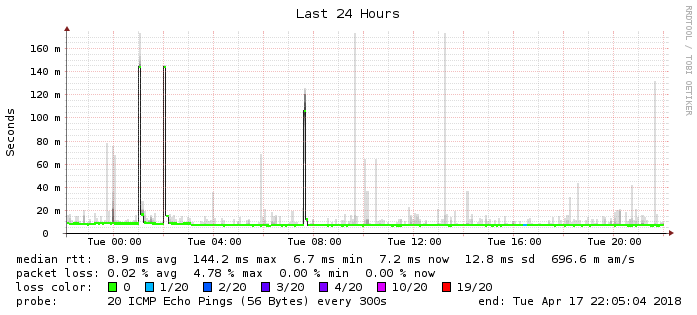 Last 24 Hours
RRDTOOL / TOBI OETIKER
Seconds
160 m
140 m
120 m
100 m
80 m
60 m
40 m
20 m
0
Tue 00:00 Tue 04:00 Tue 08:00 Tue 12:00 Tue 16:00 Tue 20:00
median rtt: 8.9 ms avg 144.2 ms max 6.7 ms min 7.2 ms now 12.8 ms sd 696.6 m am/s
packet loss: 0.02 % avg 4.78 % max 0.00 % min 0.00 % now
loss color: 0 1/20 2/20 3/20 4/20 10/20 19/20
probe: 20 ICMP Echo Pings (56 Bytes) every 300s end: Tue Apr 17 22:05:04 2018